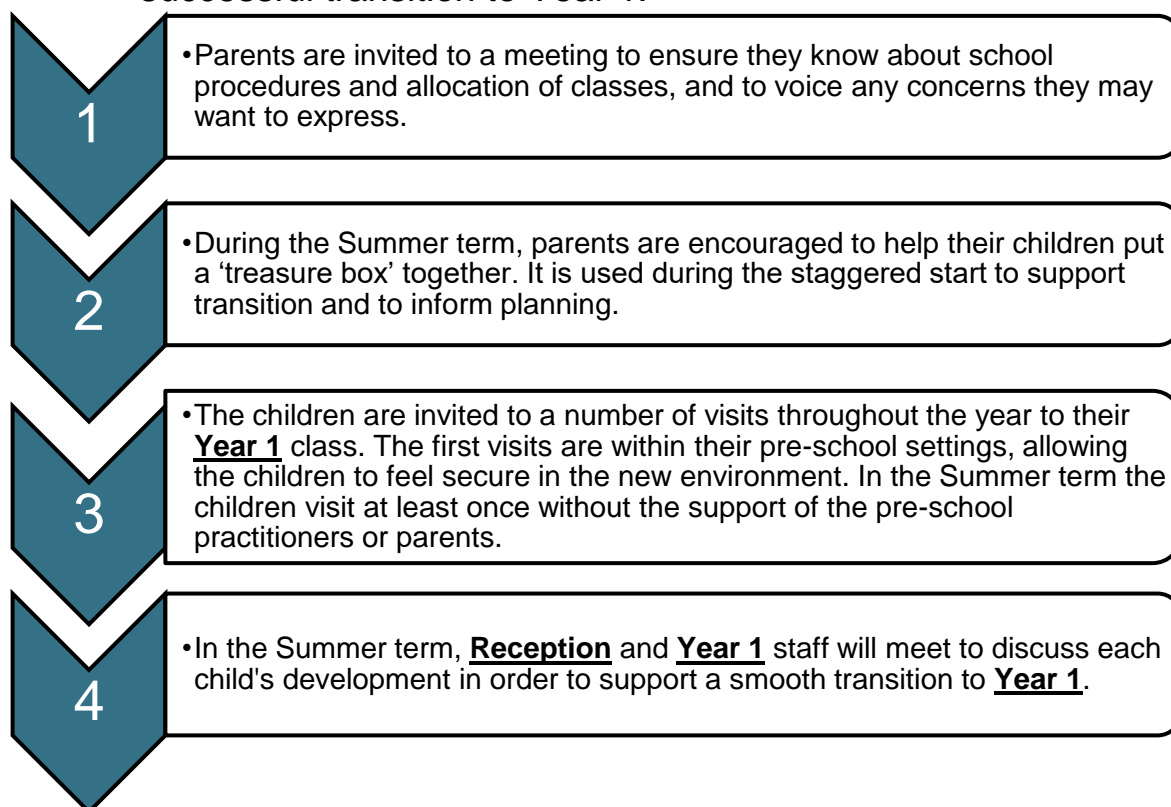 successful transition to Year 1.
1
•Parents are invited to a meeting to ensure they know about school
procedures and allocation of classes, and to voice any concerns they may
want to express.
2
•During the Summer term, parents are encouraged to help their children put
a ‘treasure box’ together. It is used during the staggered start to support
transition and to inform planning.
3
•The children are invited to a number of visits throughout the year to their
Year 1 class. The first visits are within their pre-school settings, allowing
the children to feel secure in the new environment. In the Summer term the
children visit at least once without the support of the pre-school
practitioners or parents.
4
•In the Summer term, Reception and Year 1 staff will meet to discuss each
child's development in order to support a smooth transition to Year 1.